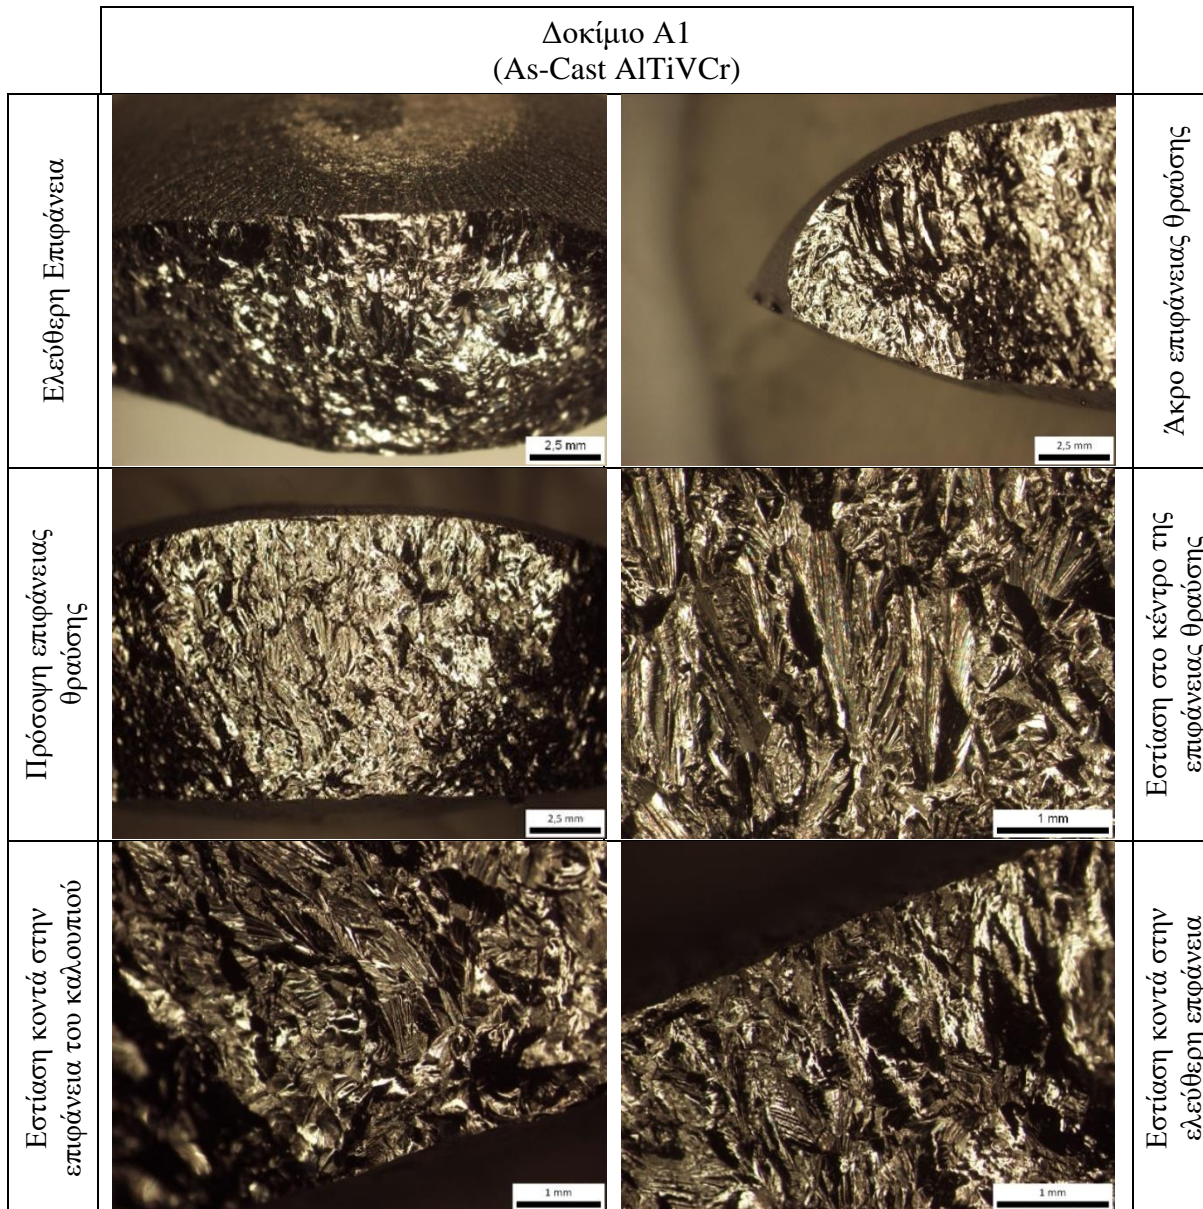 Δοκίμιο A1
(As-Cast AlTiVCr)
Ελεύθερη Επιφάνεια
2,5 mm
2,5 mm
Άκρο επιφάνειας θραύσης
Πρόσοψη επιφάνειας
θραύσης
2,5 mm
1 mm
Εστίαση στο κέντρο της
επιφάνειας θραύσης
Εστίαση κοντά στην
επιφάνεια του καλουπιού
1 mm
1 mm
Εστίαση κοντά στην
ελεύθερη επιφάνεια